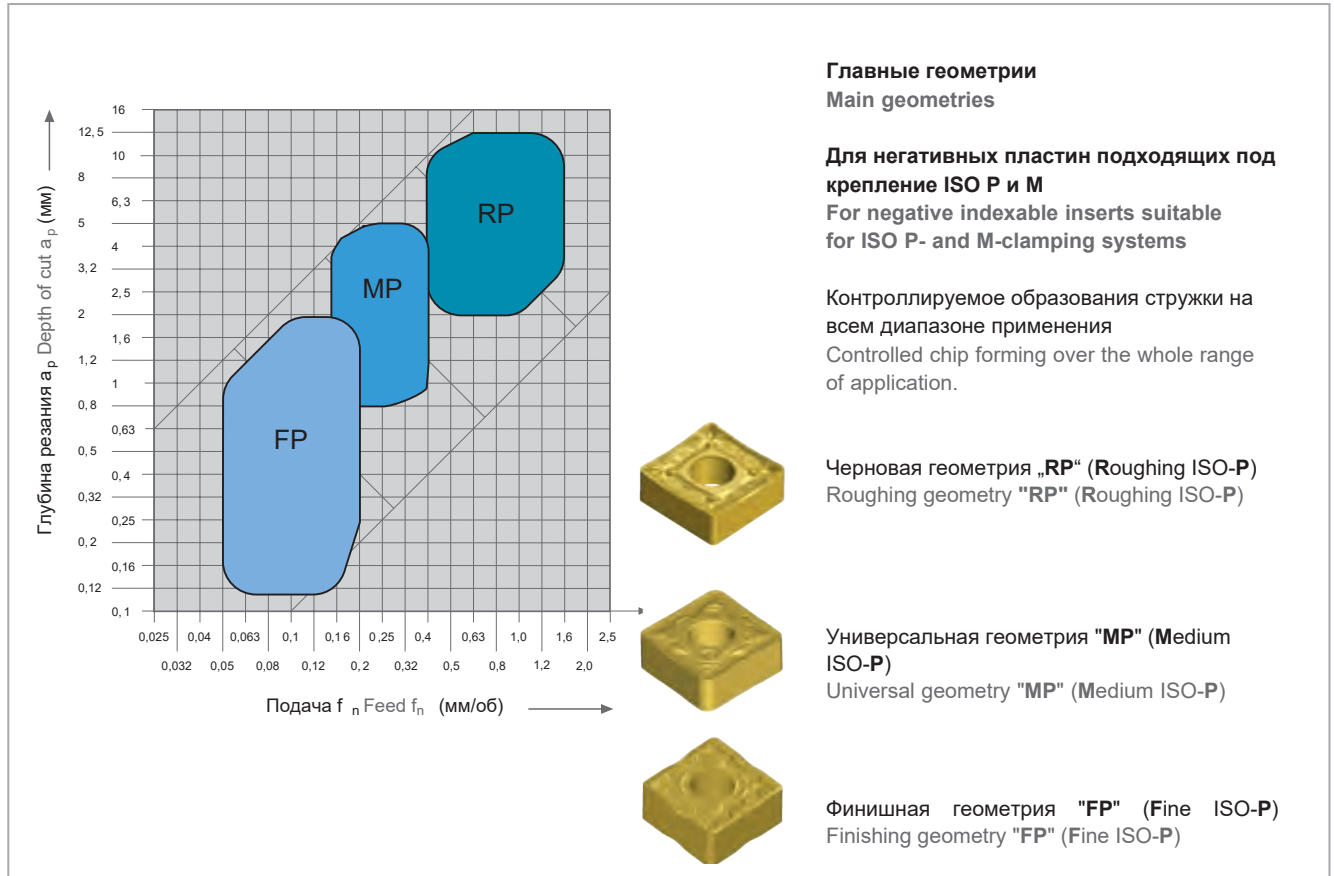 Главные геометрии
Main geometries
Для негативных пластин подходящих под
крепление ISO P и M
For negative indexable inserts suitable
for ISO P- and M-clamping systems
Контроллируемое образования стружки на
всем диапазоне применения
Controlled chip forming over the whole range
of application.
Глубина резания a p Depth of cut a p (мм)
16
12, 5
10
8
6, 3
5
4
3, 2
2, 5
2
1, 6
1, 2
1
0, 8
0, 63
0, 5
0, 4
0, 32
0, 25
0, 2
0, 16
0, 12
0, 1
RP
MP
FP
0,025 0,04 0,063 0,1 0,1 6 0,25 0,4 0,63 1,0 1,6 2,5
0,032 0,05 0,08 0,12 0,2 0,32 0,5 0,8 1,2 2,0
Подача f n Feed fn (мм/об)
Черновая геометрия „RP“ (Roughing ISO-P)
Roughing geometry "RP" (Roughing ISO-P)
Универсальная геометрия "MP" (Medium
ISO-P)
Universal geometry "MP" (Medium ISO-P)
Финишная геометрия "FP" (Fine ISO-P)
Finishing geometry "FP" (Fine ISO-P)